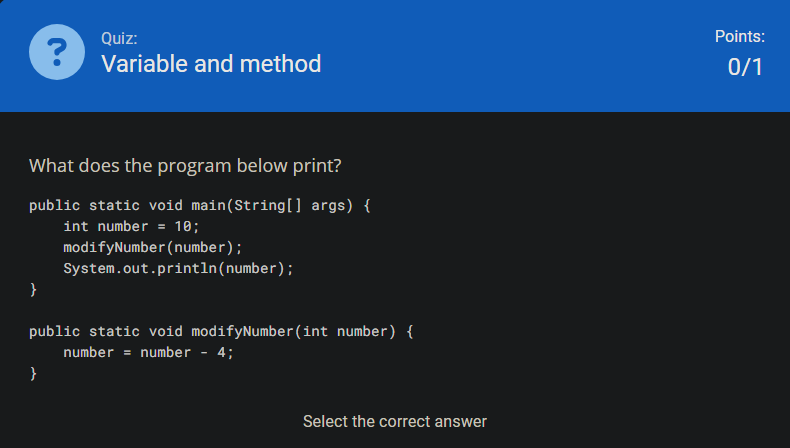 ?
Quiz:
Variable and method
Points:
0/1
What does the program below print?
public static void main(String[] args) {
    int number = 10;
    modifyNumber(number);
    System.out.println(number);
}
public static void modifyNumber(int number) {
    number = number - 4;
}
Select the correct answer